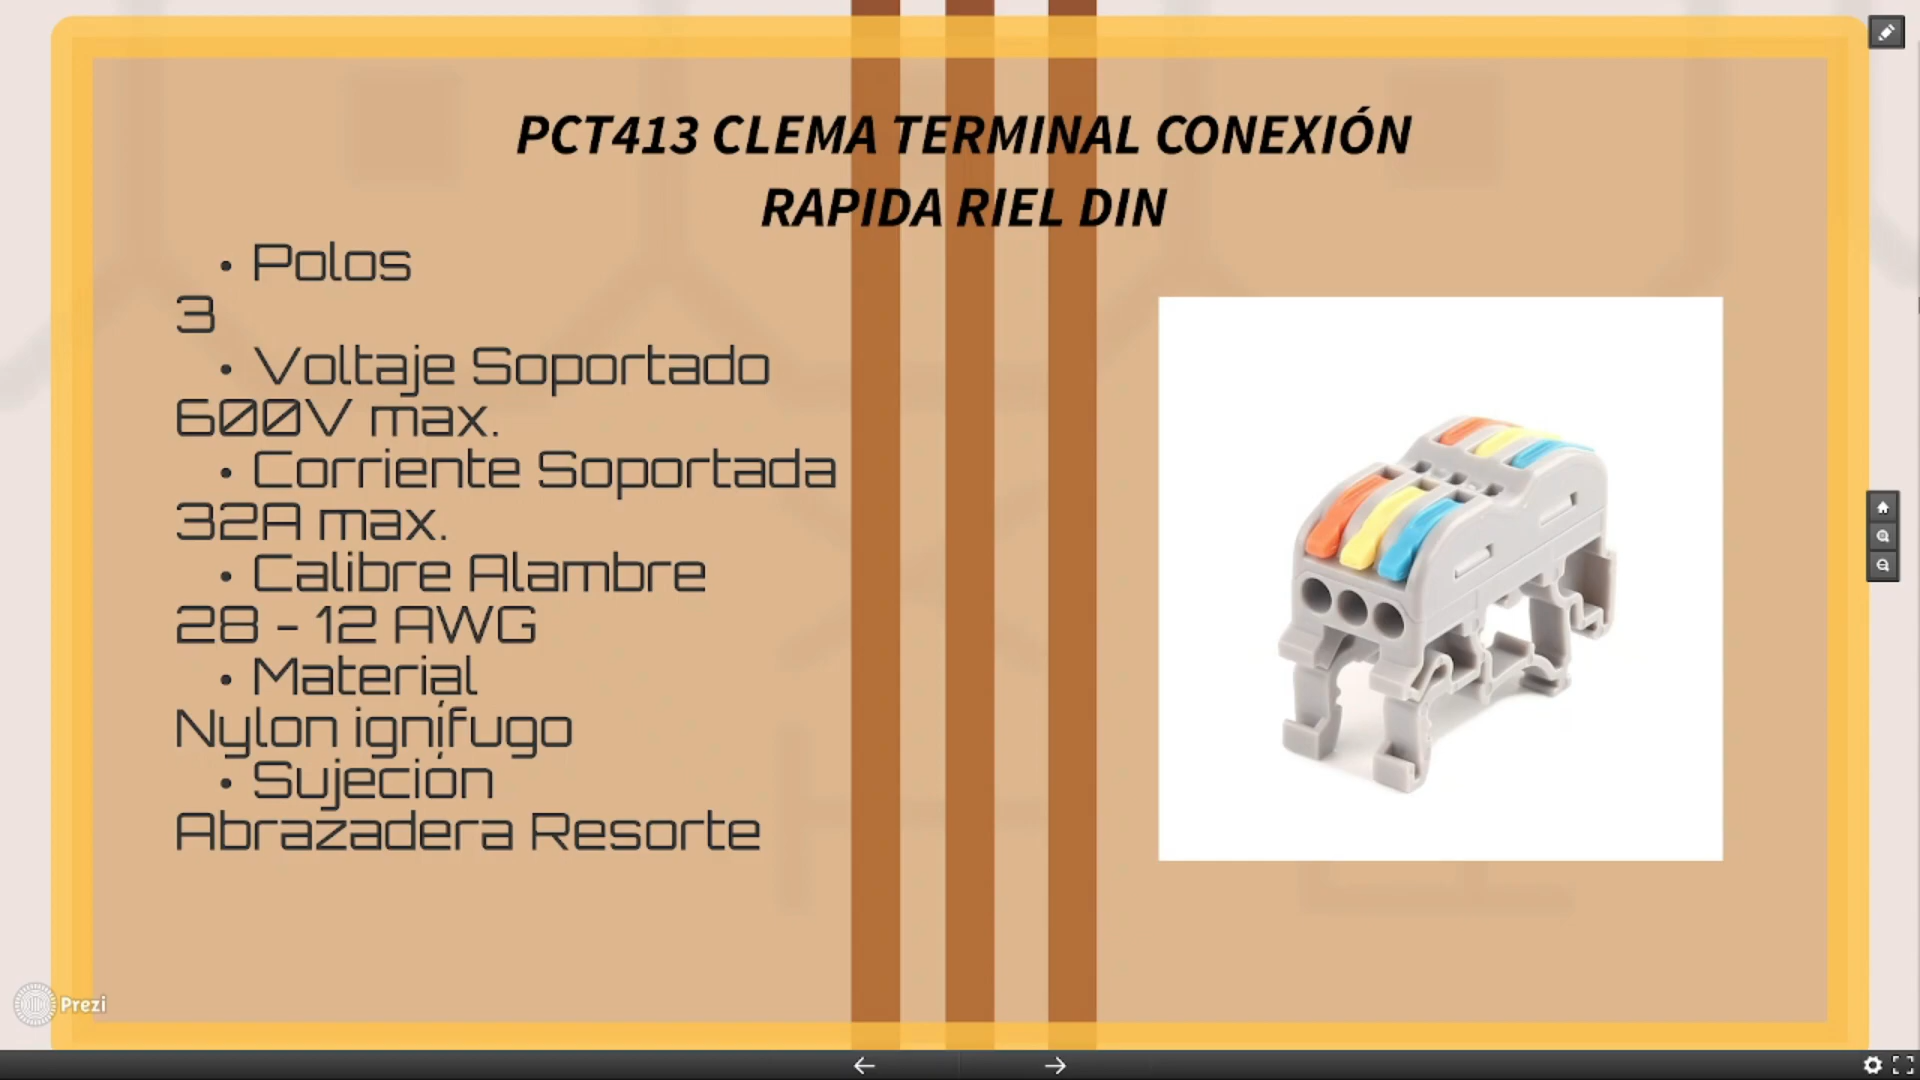 PCT413 CLEMA TERMINAL CONEXIÓN
RAPIDA RIEL DIN
• Polos
3
• Voltaje Soportado
600V max.
• Corriente Soportada
32A max.
• Calibre Alambre
28 - 12 AWG
• Material
Nylon ignífugo
• Sujeción
Abrazadera Resorte
Prezi